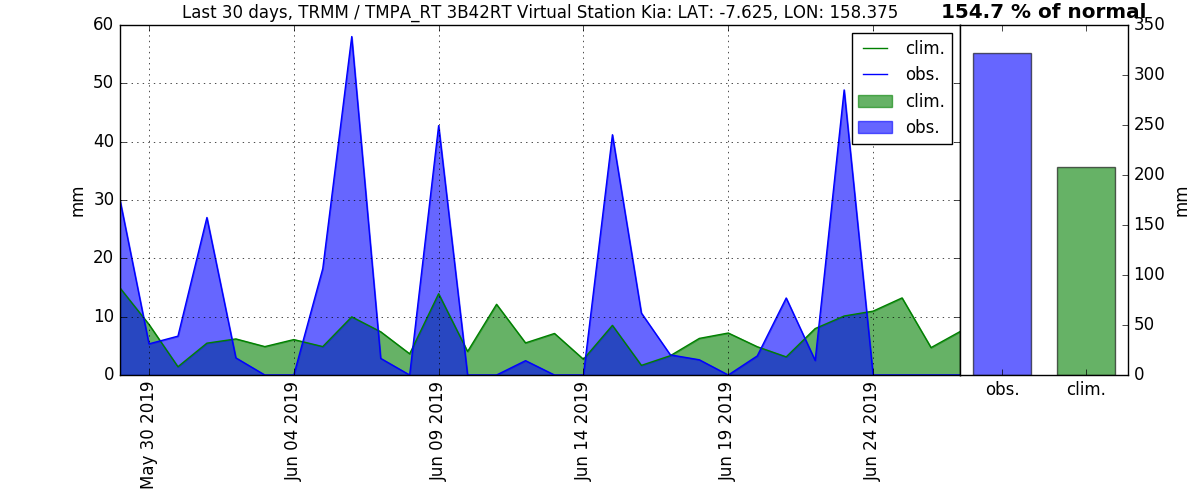 Last 30 days, TRMM / TMPA_RT 3B42RT Virtual Station Kia: LAT: -7.625, LON: 158.375
154.7 % of normal
60
50
40
30
20
10
0
mm
clim.
obs.
clim.
obs.
May 30 2019
Jun 04 2019
Jun 09 2019
Jun 14 2019
Jun 19 2019
Jun 24 2019
350
300
250
200
150
100
50
0
mm
obs.
clim.